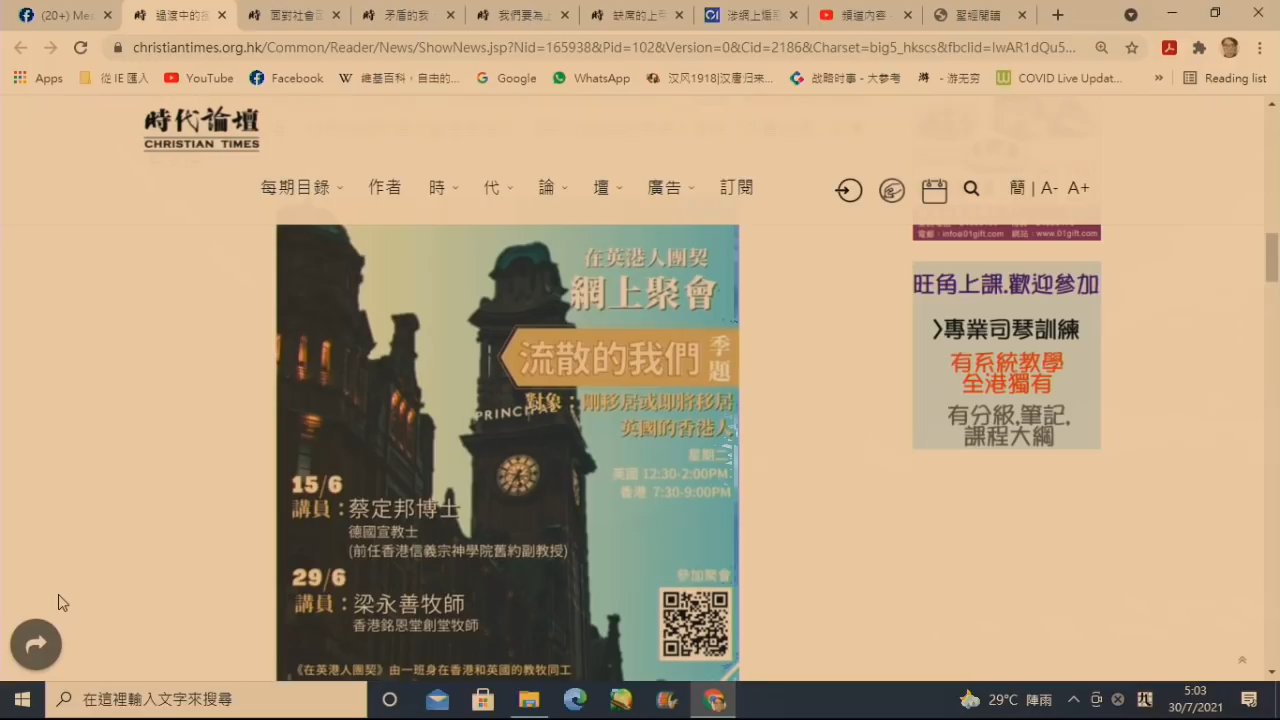 (20+) Me
過渡中的
面對社會
矛盾的我
我們要為
缺席的上
頻道內容 -
聖經閱讀
christiantimes.org.hk/Common/Reader/News/ShowNews.jsp?Nid=165938&Pid=102&Version=0&Cid=2186&Charset=big5_hkscs&fbclid=IwAR1dQu5...
Apps
從 IE 匯入
YouTube
Facebook
維基百科，自由的...
Google
WhatsApp
汉风1918|汉唐归来...
战略时事 - 大参考
- 游无穷
COVID Live Updat...
»
Reading list
時代論壇
CHRISTIAN TIMES
每期目錄
作者
時
代
論
壇
廣告
訂閱
簡 | A- A+
電郵：info@01gift.com 網站：www.01gift.com
在英港人團契
網上聚會
流散的我們
季題
對象：剛移居或即將移居
英國的香港人
PRINCIPA
星期二
英國 12:30-2:00PM
香港 7:30-9:00PM
15/6
講員：蔡定邦博士
德國宣教士
(前任香港信義宗神學院舊約副教授)
29/6
講員：梁永善牧師
香港銘恩堂創堂牧師
參加聚會
《在英港人團契》由一班身在香港和英國的教牧同工
旺角上課.歡迎參加
>專業司琴訓練
有系統教學
全港獨有
有分級.筆記.
課程大綱
在這裡輸入文字來搜尋
29°C 陣雨
5:03
30/7/2021